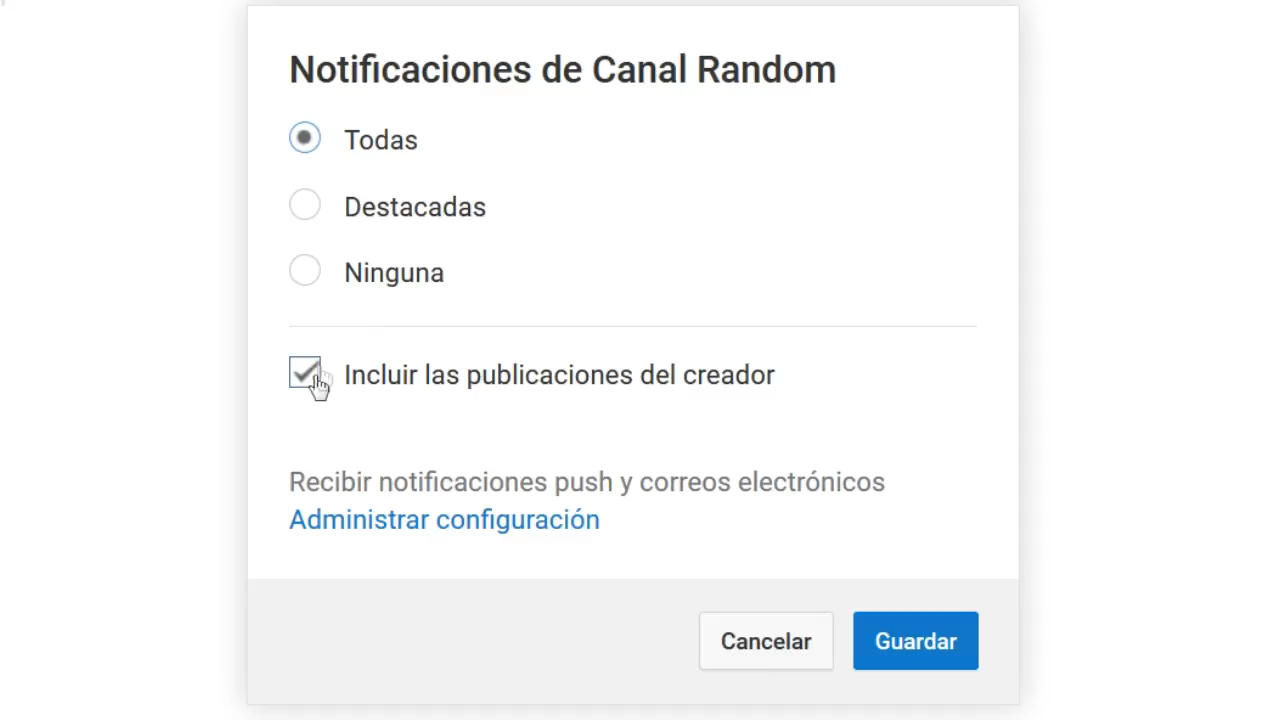 Notificaciones de Canal Random
Todas
Destacadas
Ninguna
Incluir las publicaciones del creador
Recibir notificaciones push y correos electrónicos
Administrar configuración
Cancelar
Guardar